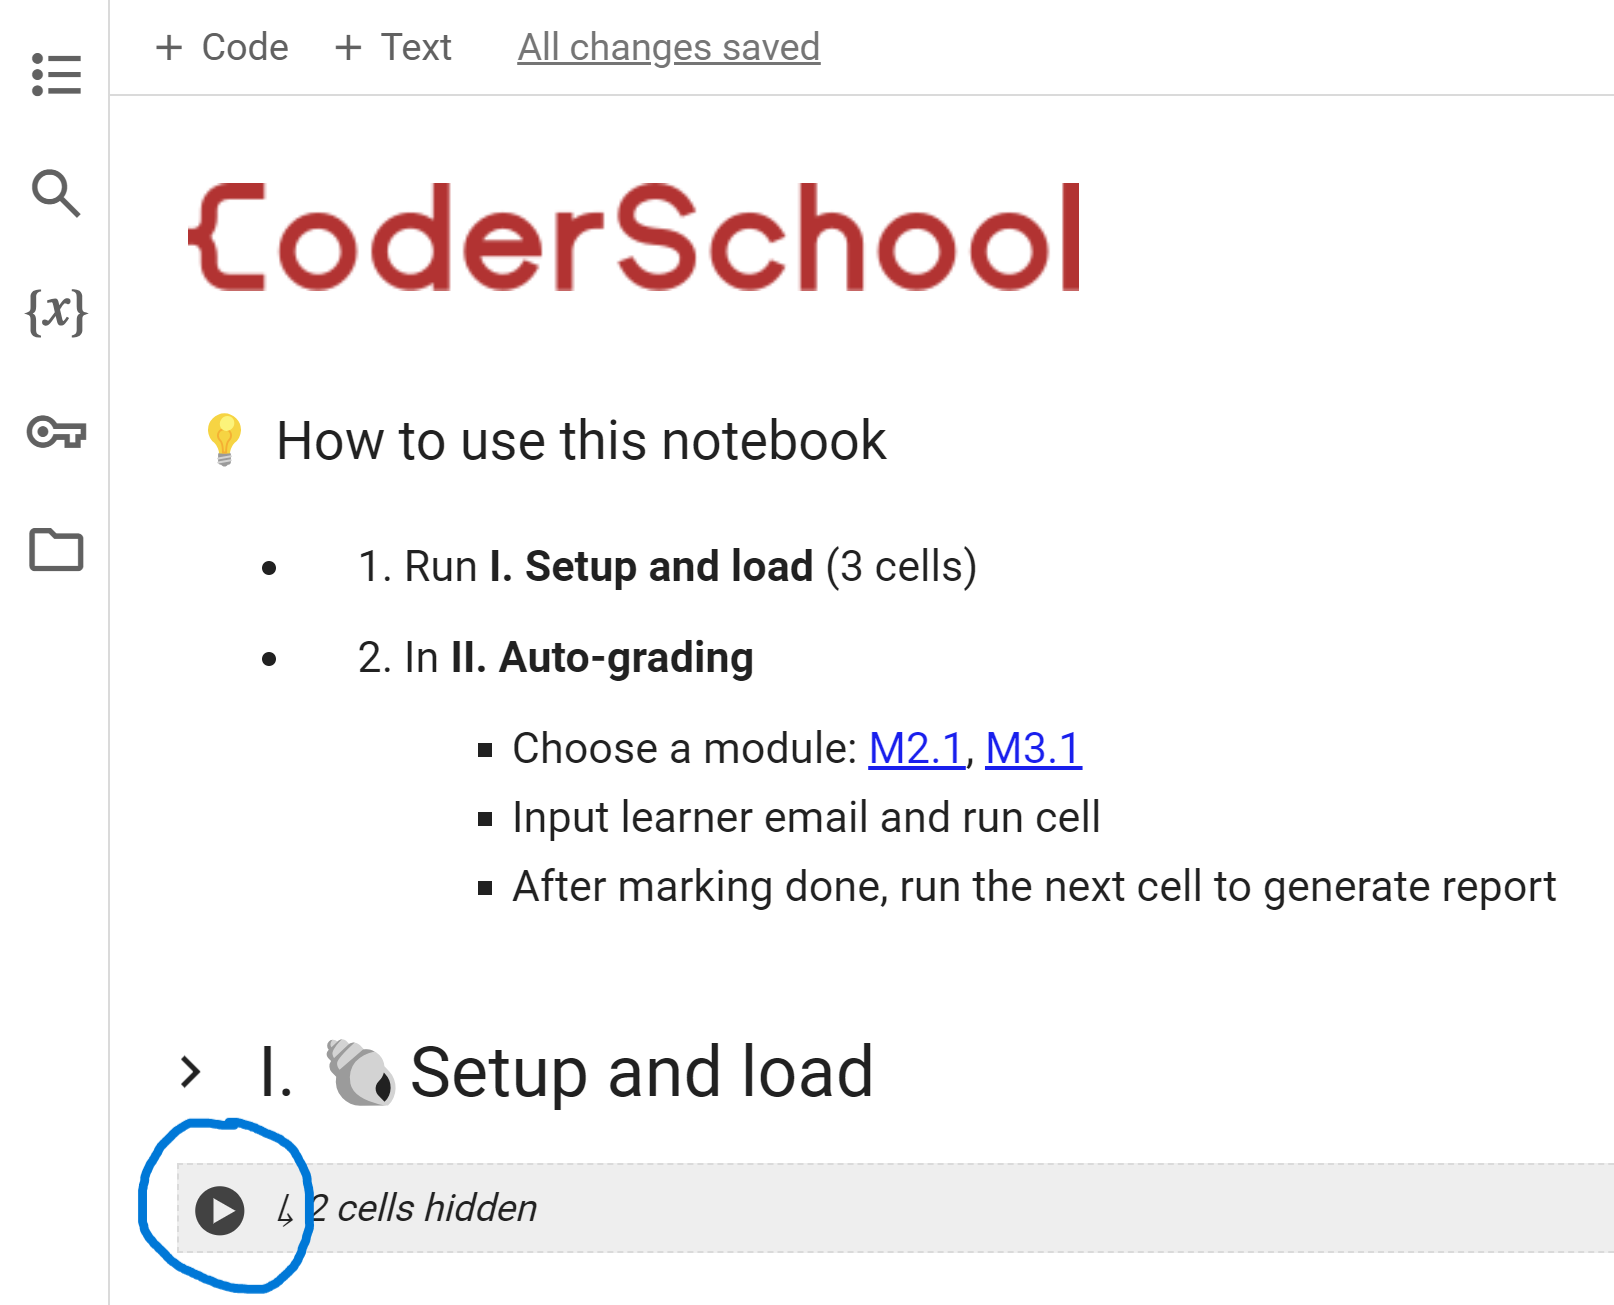 + Code + Text All changes saved
{x}
CoderSchool
💡 How to use this notebook
• 1. Run I. Setup and load (3 cells)
• 2. In II. Auto-grading
▪ Choose a module: M2.1, M3.1
▪ Input learner email and run cell
▪ After marking done, run the next cell to generate report
I. 🐚 Setup and load
↳ 2 cells hidden